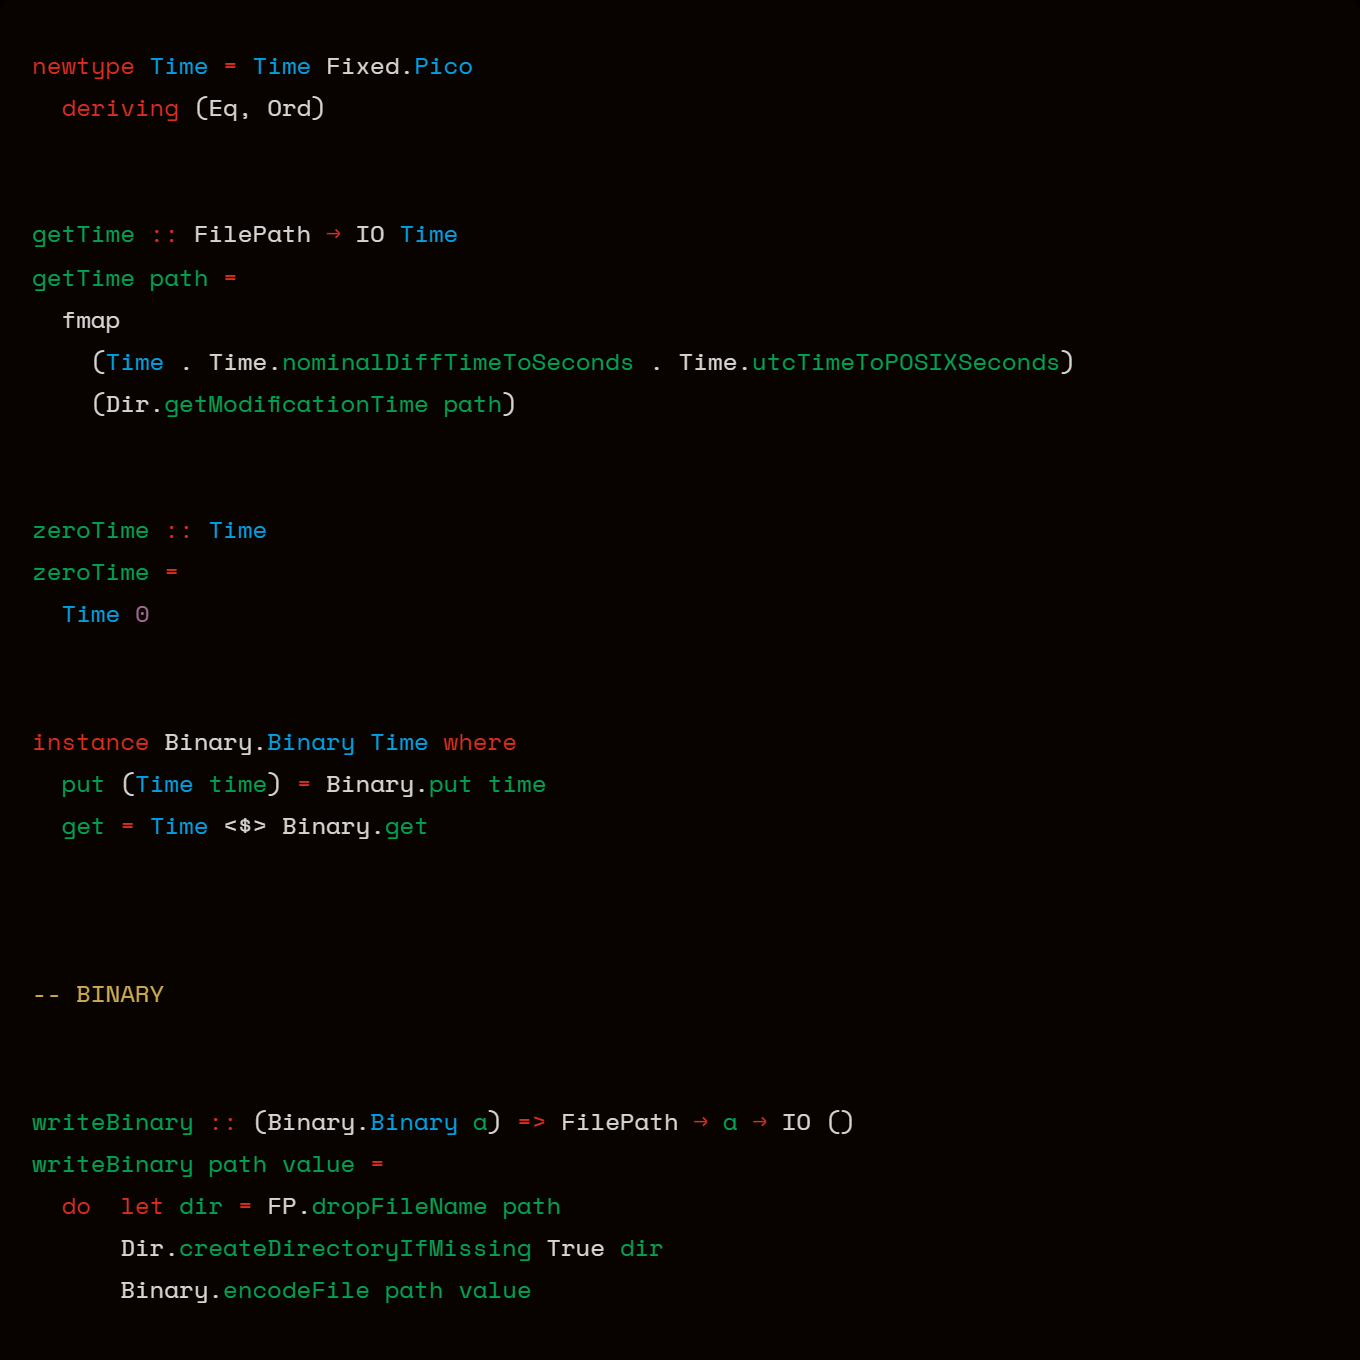 newtype Time = Time Fixed.Pico
  deriving (Eq, Ord)
getTime :: FilePath -> IO Time
getTime path =
  fmap
    (Time . Time.nominalDiffTimeToSeconds . Time.utcTimeToPOSIXSeconds)
    (Dir.getModificationTime path)
zeroTime :: Time
zeroTime =
  Time 0
instance Binary.Binary Time where
  put (Time time) = Binary.put time
  get = Time <$> Binary.get
-- BINARY
writeBinary :: (Binary.Binary a) => FilePath -> a -> IO ()
writeBinary path value =
  do  let dir = FP.dropFileName path
      Dir.createDirectoryIfMissing True dir
      Binary.encodeFile path value